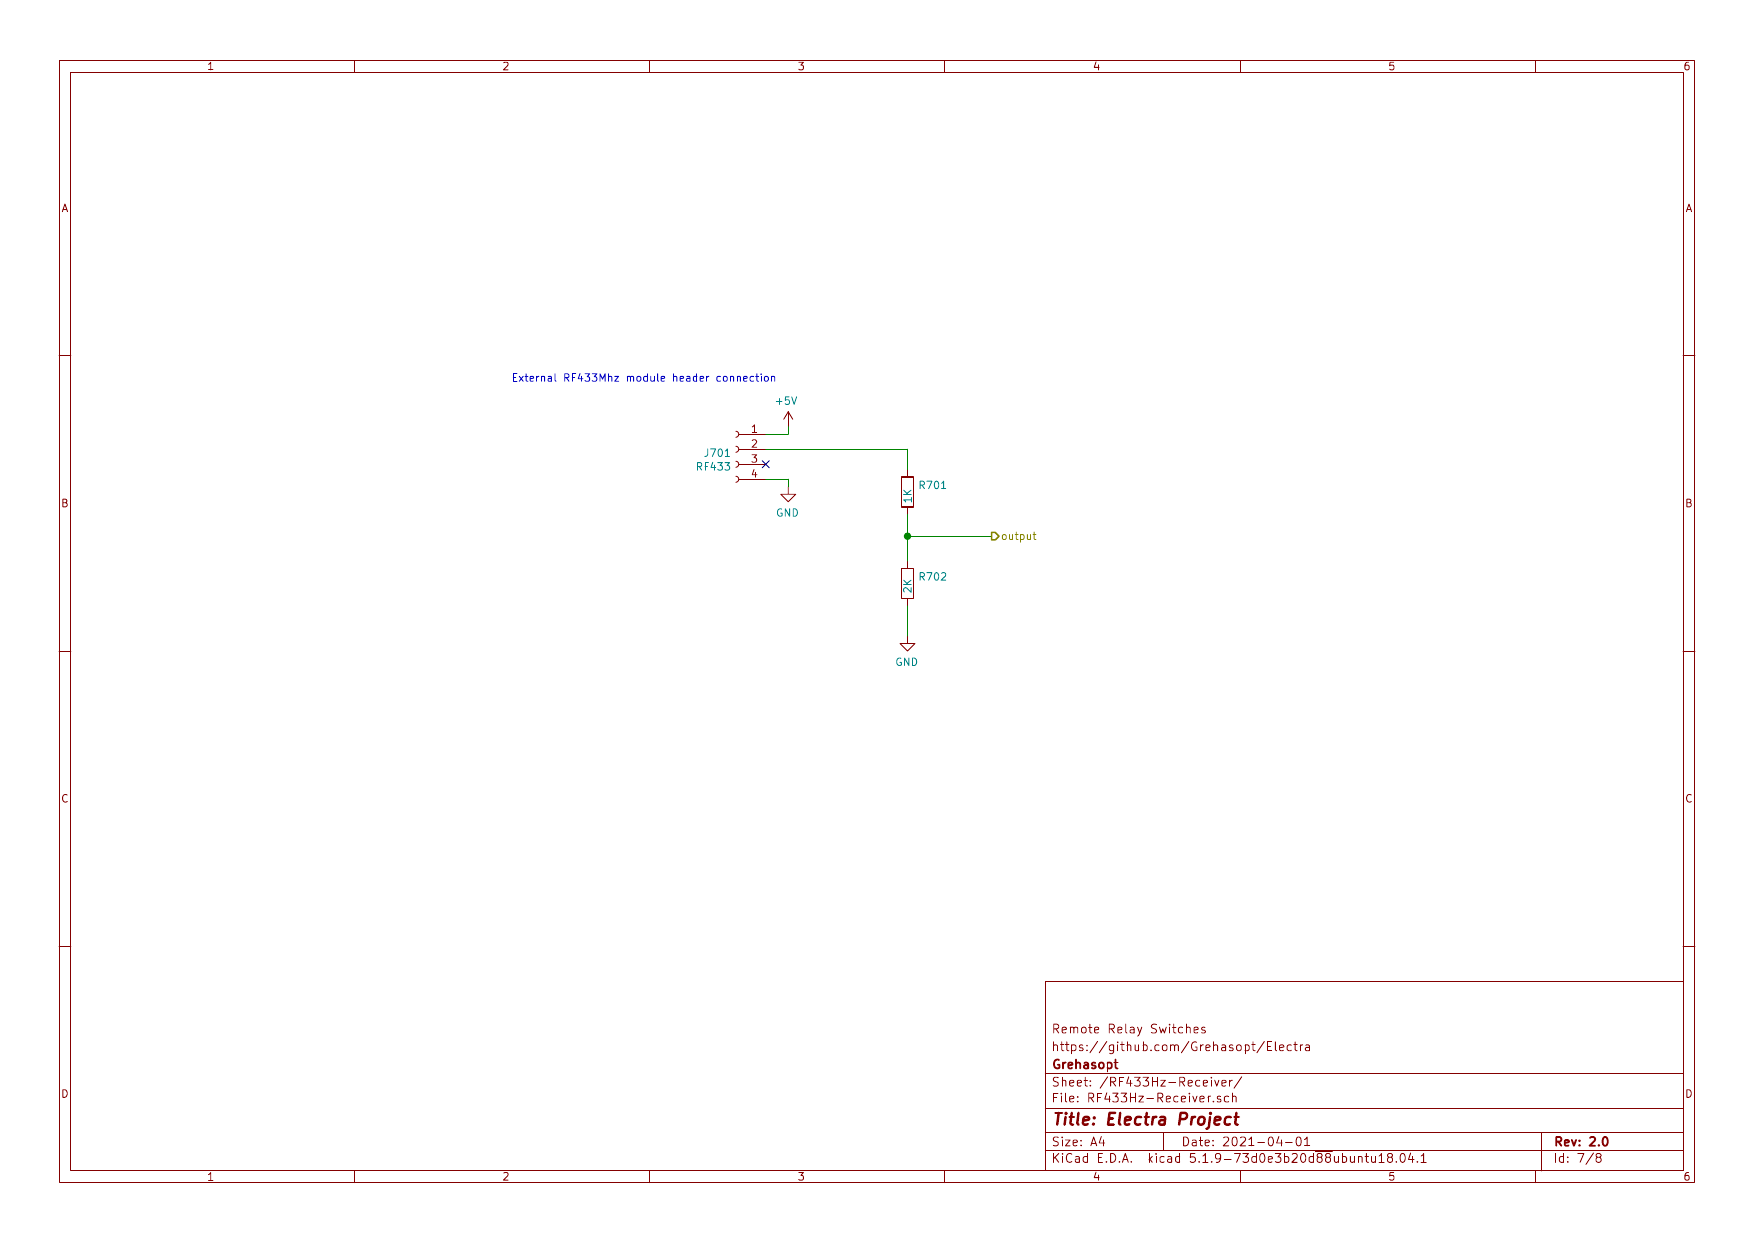 1 2 3 4 5 6
A A
External RF433Mhz module header connection
+5V
1
2
J701
3
RF433
4
R701
1K
B B
GND
output
R702
2K
GND
C C
Remote Relay Switches
https://github.com/Grehasopt/Electra
Grehasopt
Sheet: /RF433Hz-Receiver/
D D
File: RF433Hz-Receiver.sch
Title: Electra Project
Size: A4 Date: 2021-04-01 Rev: 2.0
KiCad E.D.A. kicad 5.1.9-73d0e3b20d88ubuntu18.04.1 Id: 7/8
1 2 3 4 5 6